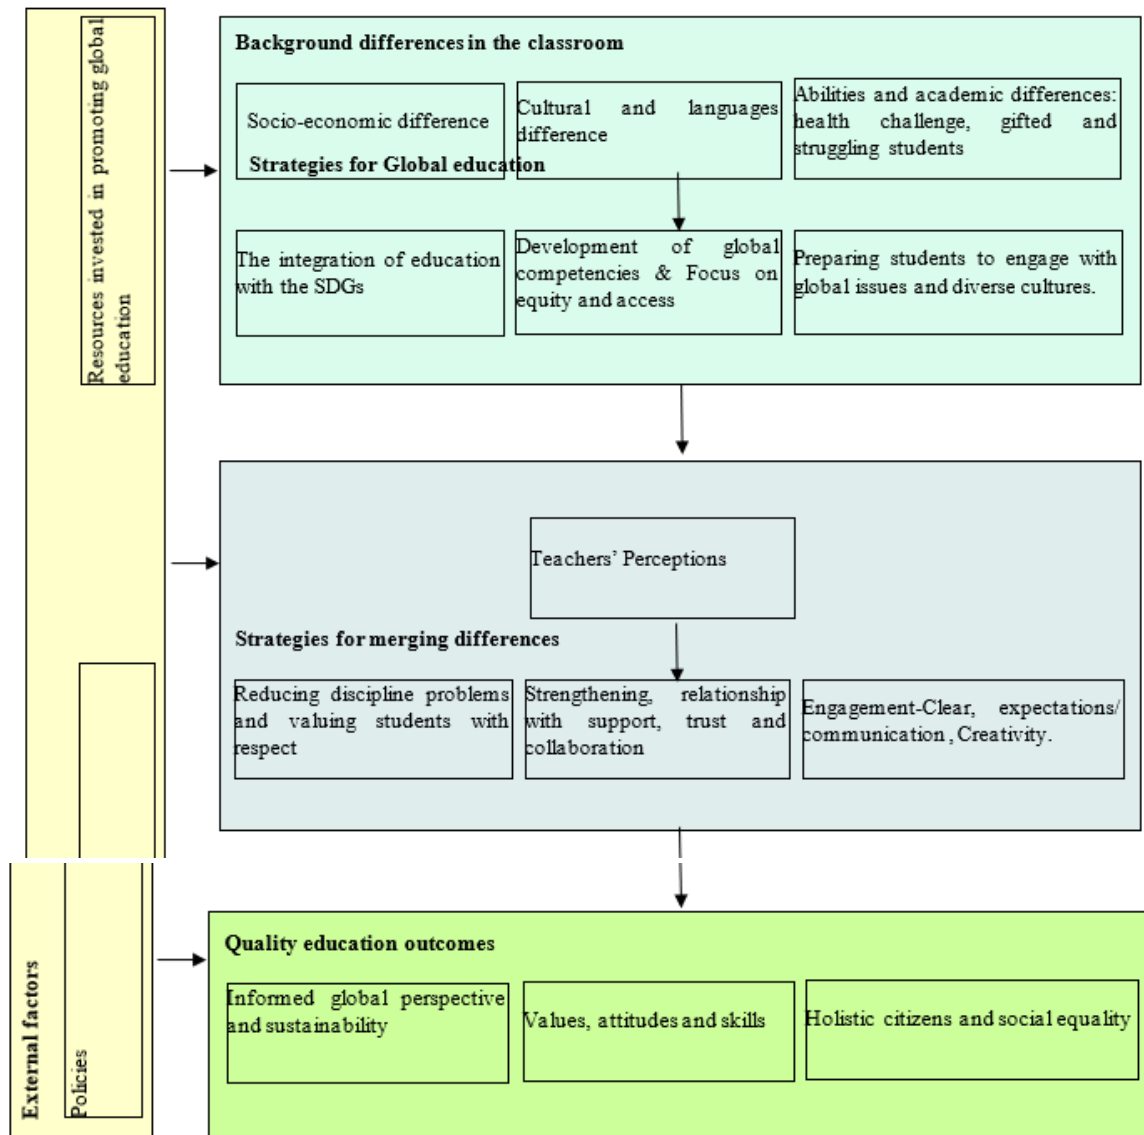 Resources invested in promoting global
education
Background differences in the classroom
Socio-economic difference
Cultural and languages
difference
Abilities and academic differences:
health challenge, gifted and
struggling students
Strategies for Global education
The integration of education
with the SDGs
Development of global
competencies & Focus on
equity and access
Preparing students to engage with
global issues and diverse cultures.
Teachers’ Perceptions
Strategies for merging differences
Reducing discipline problems
and valuing students with
respect
Strengthening, relationship
with support, trust and
collaboration
Engagement-Clear, expectations/
communication, Creativity.
External factors
Policies
Quality education outcomes
Informed global perspective
and sustainability
Values, attitudes and skills
Holistic citizens and social equality